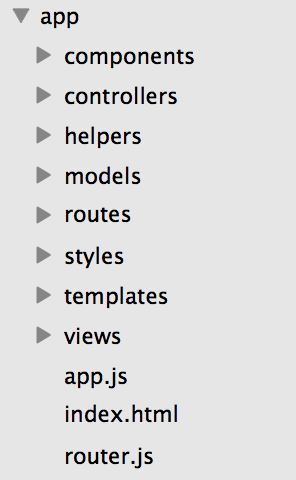 app
components
controllers
helpers
models
routes
styles
templates
views
app.js
index.html
router.js